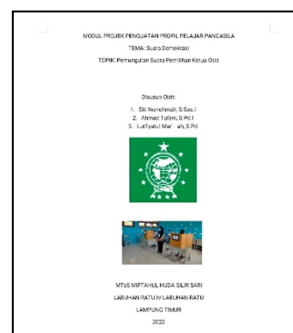 MODUL PROJEK PENGUATAN PROFIL PELAJAR PANCASILA
TEMA: Suara Demokrasi
TOPIK: Pemungutan Suara Pemilihan Ketua Osis
Disusun Oleh:
1. Siti Nurrohmah, S.Sos.I
2. Ahmad Tufani, S.Pd.I
3. Lutfiyatul Mar' ah, S.Pd
MTsS MIFTAHUL HUDA SILIR SARI
LABUHAN RATU IV LABUHAN RATU
LAMPUNG TIMUR
2022